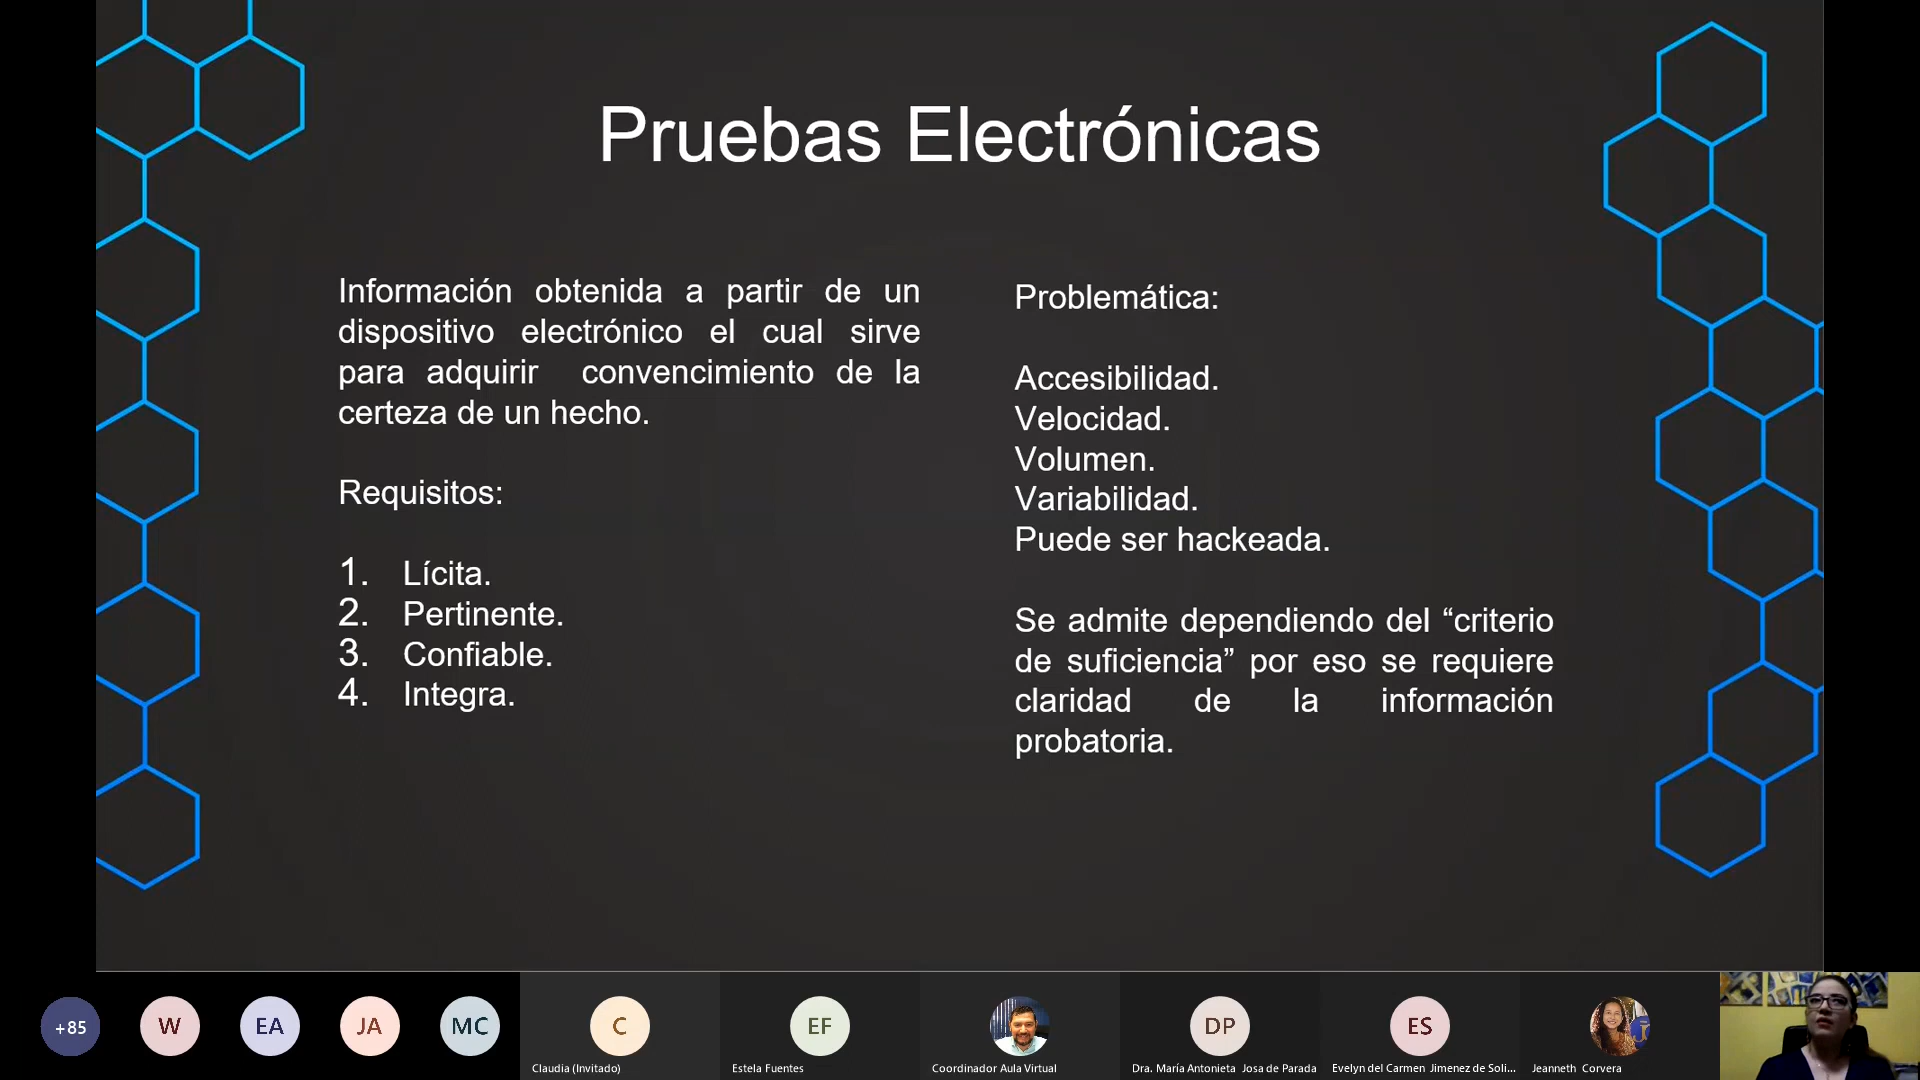 Pruebas Electrónicas
Información obtenida a partir de un
dispositivo electrónico el cual sirve
para adquirir convencimiento de la
certeza de un hecho.
Requisitos:
1. Lícita.
2. Pertinente.
3. Confiable.
4. Integra.
Problemática:
Accesibilidad.
Velocidad.
Volumen.
Variabilidad.
Puede ser hackeada.
Se admite dependiendo del “criterio
de suficiencia” por eso se requiere
claridad de la información
probatoria.
+85
W
EA
JA
MC
C
EF
DP
ES
Claudia (Invitado)
Estela Fuentes
Coordinador Aula Virtual
Dra. María Antonieta Josa de Parada
Evelyn del Carmen Jimenez de Soli...
Jeanneth Corvera